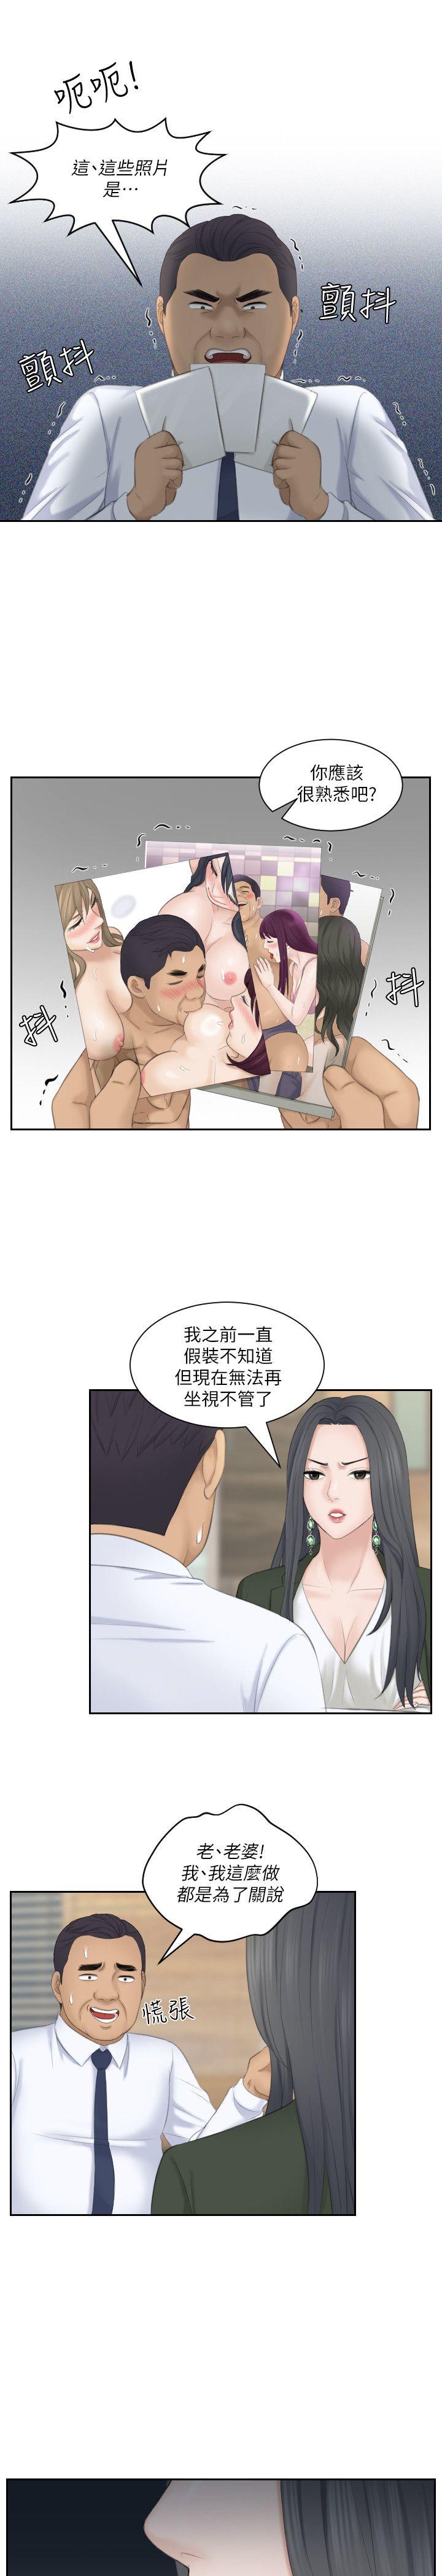 呃呃!
這、這些照片
是…
顫抖
顫抖
你應該
很熟悉吧?
抖
抖
我之前一直
假裝不知道
但現在無法再
坐視不管了
老、老婆!
我、我這麼做
都是為了關說
慌張